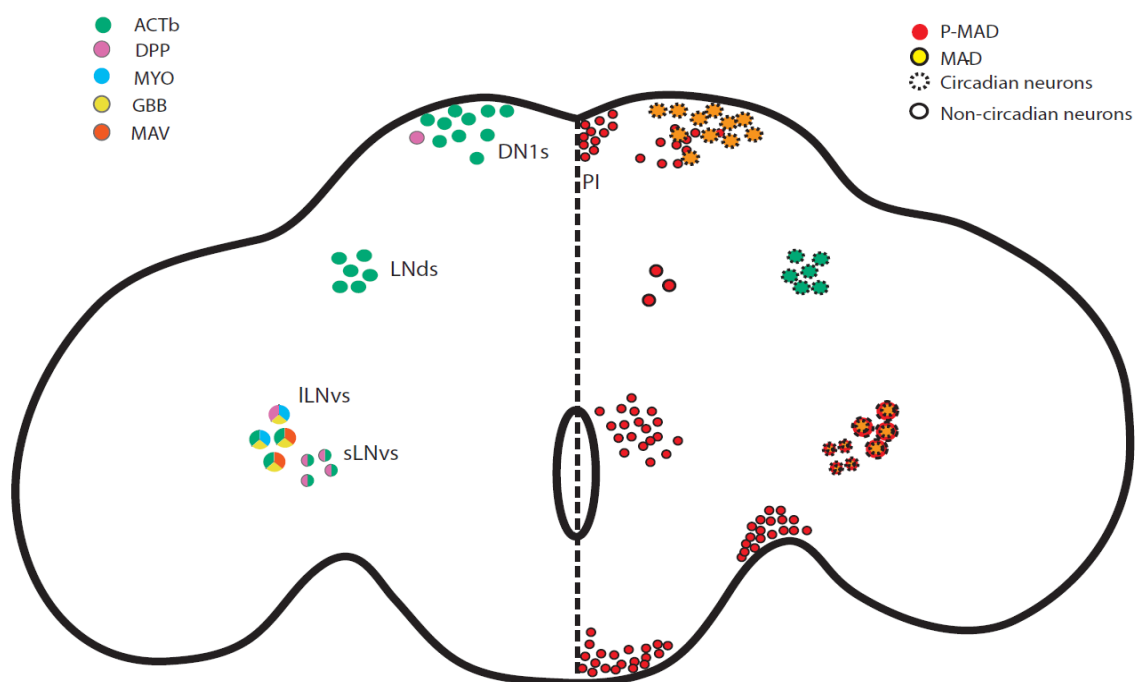 ACTb
DPP
MYO
GBB
MAV
P-MAD
MAD
Circadian neurons
Non-circadian neurons
DN1s
PI
LNds
lLNvs
sLNvs